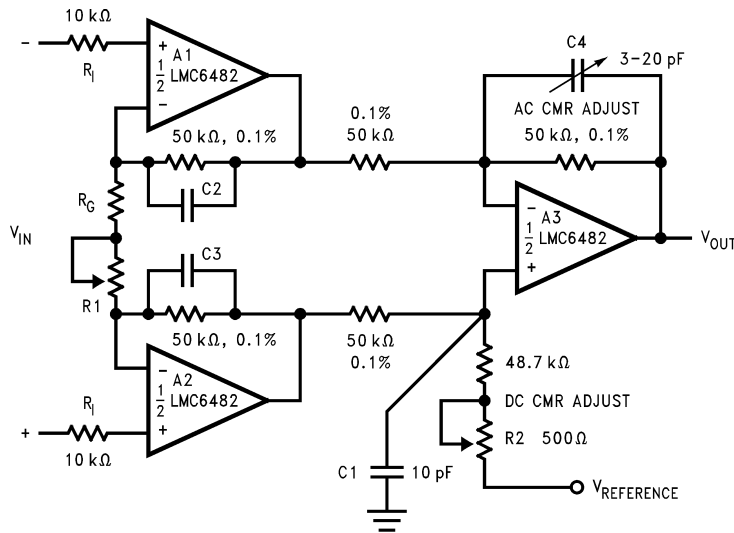 10 kΩ
−
R_I
+
A1
1/2 LMC6482
−
50 kΩ, 0.1%
C2
0.1%
50 kΩ
C4
3-20 pF
AC CMR ADJUST
50 kΩ, 0.1%
−
A3
1/2 LMC6482
+
V_OUT
R_G
V_IN
R1
C3
50 kΩ, 0.1%
50 kΩ
0.1%
−
A2
1/2 LMC6482
+
R_I
+
10 kΩ
48.7 kΩ
DC CMR ADJUST
R2 500Ω
C1
10 pF
V_REFERENCE